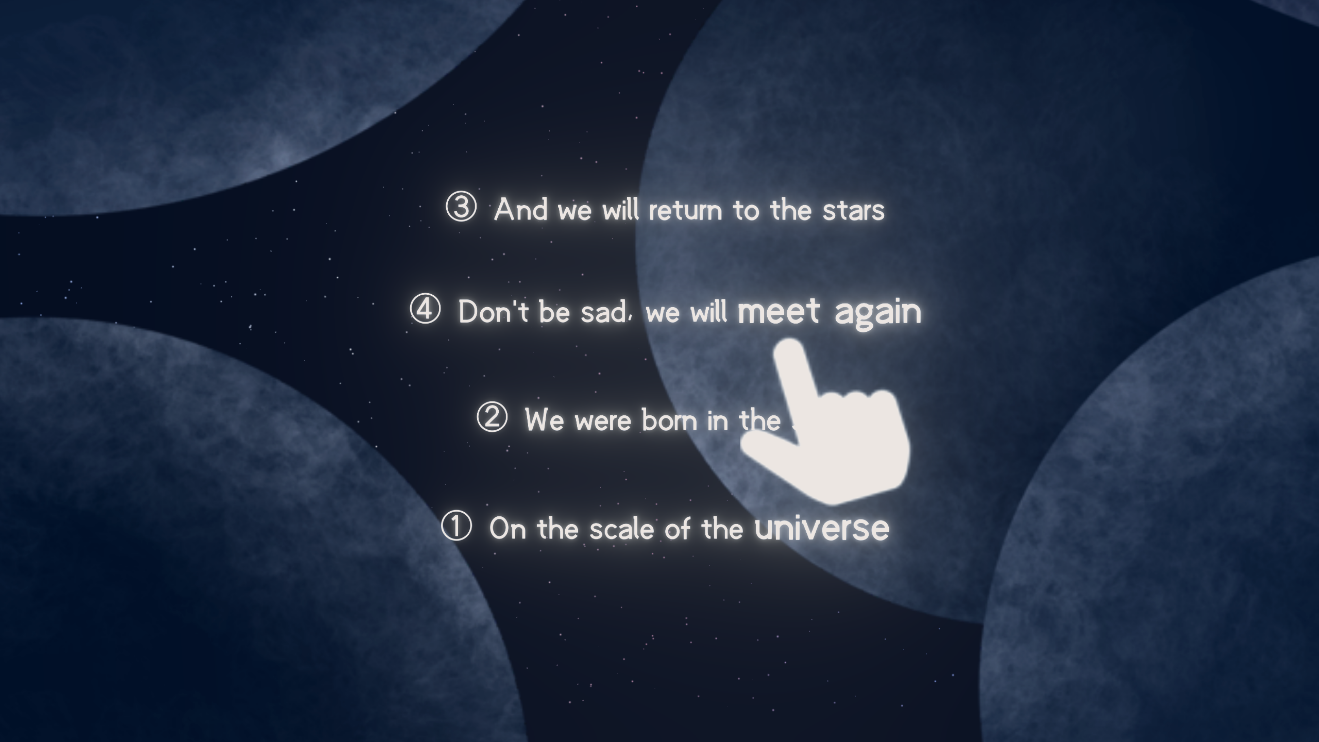 ③ And we will return to the stars
④ Don't be sad, we will meet again
② We were born in the
① On the scale of the universe